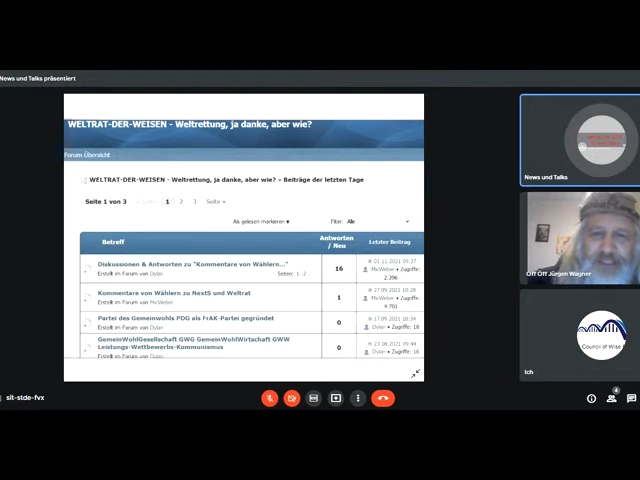 News und Talks präsentiert
WELTRAT-DER-WEISEN - Weltrettung, ja danke, aber wie?
Forum Übersicht
WELTRAT-DER-WEISEN - Weltrettung, ja danke, aber wie? - Beiträge der letzten Tage
Seite 1 von 3
1 2 3 Seite »
Als gelesen markieren ▾ Filter: Alle
Betreff Antworten / Neu Letzter Beitrag
Diskussionen & Antworten zu "Kommentare von Wählern..."
Erstellt im Forum von Dylan Seiten: 1 2
16
01.11.2021 09:37
McWeber • Zugriffe:
2.396
Kommentare von Wählern zu NextS und Weltrat
Erstellt im Forum von McWeber
1
27.09.2021 10:28
McWeber • Zugriffe:
4.701
Partei des Gemeinwohls PDG als FrAK-Partei gegründet
Erstellt im Forum von Dylan
0
17.09.2021 10:34
Dylan • Zugriffe: 18
GemeinWohlGesellschaft GWG GemeinWohlWirtschaft GWW
Leistungs-Wettbewerbs-Kommunismus
0
23.08.2021 09:44
Dylan • Zugriffe: 16
News und Talks
Off Off Jürgen Wagner
Council of Wise
Ich
sit-stde-fvx
4